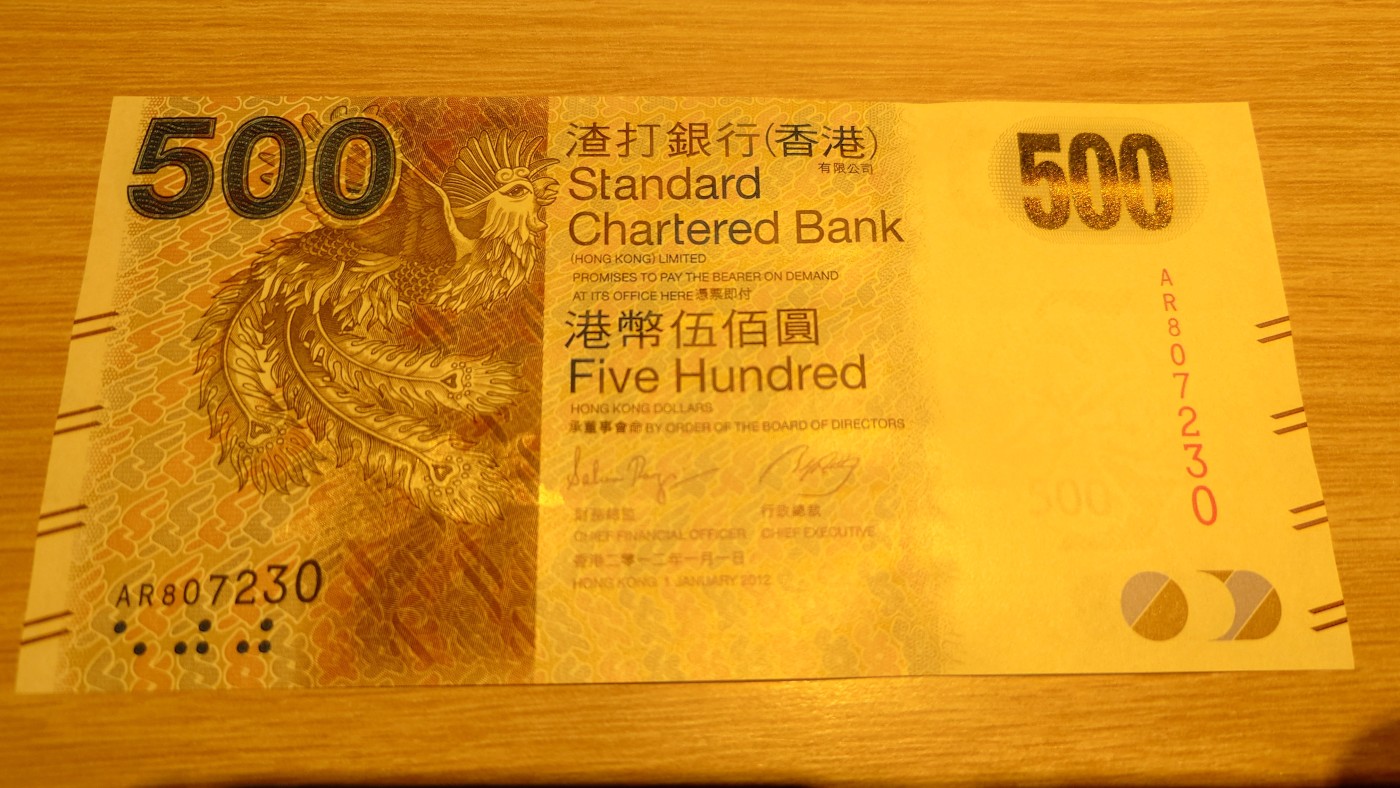 500
渣打銀行(香港)
有限公司
Standard
Chartered Bank
(HONG KONG) LIMITED
PROMISES TO PAY THE BEARER ON DEMAND
AT ITS OFFICE HERE 憑票即付
港幣伍佰圓
Five Hundred
HONG KONG DOLLARS
承董事會命 BY ORDER OF THE BOARD OF DIRECTORS
財務總監 行政總裁
CHIEF FINANCIAL OFFICER CHIEF EXECUTIVE
香港二零一二年一月一日
HONG KONG 1 JANUARY 2012
AR807230
500
AR807230
500